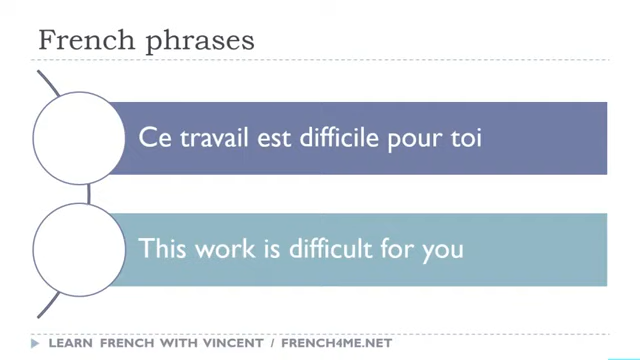 French phrases
Ce travail est difficile pour toi
This work is difficult for you
LEARN FRENCH WITH VINCENT / FRENCH4ME.NET